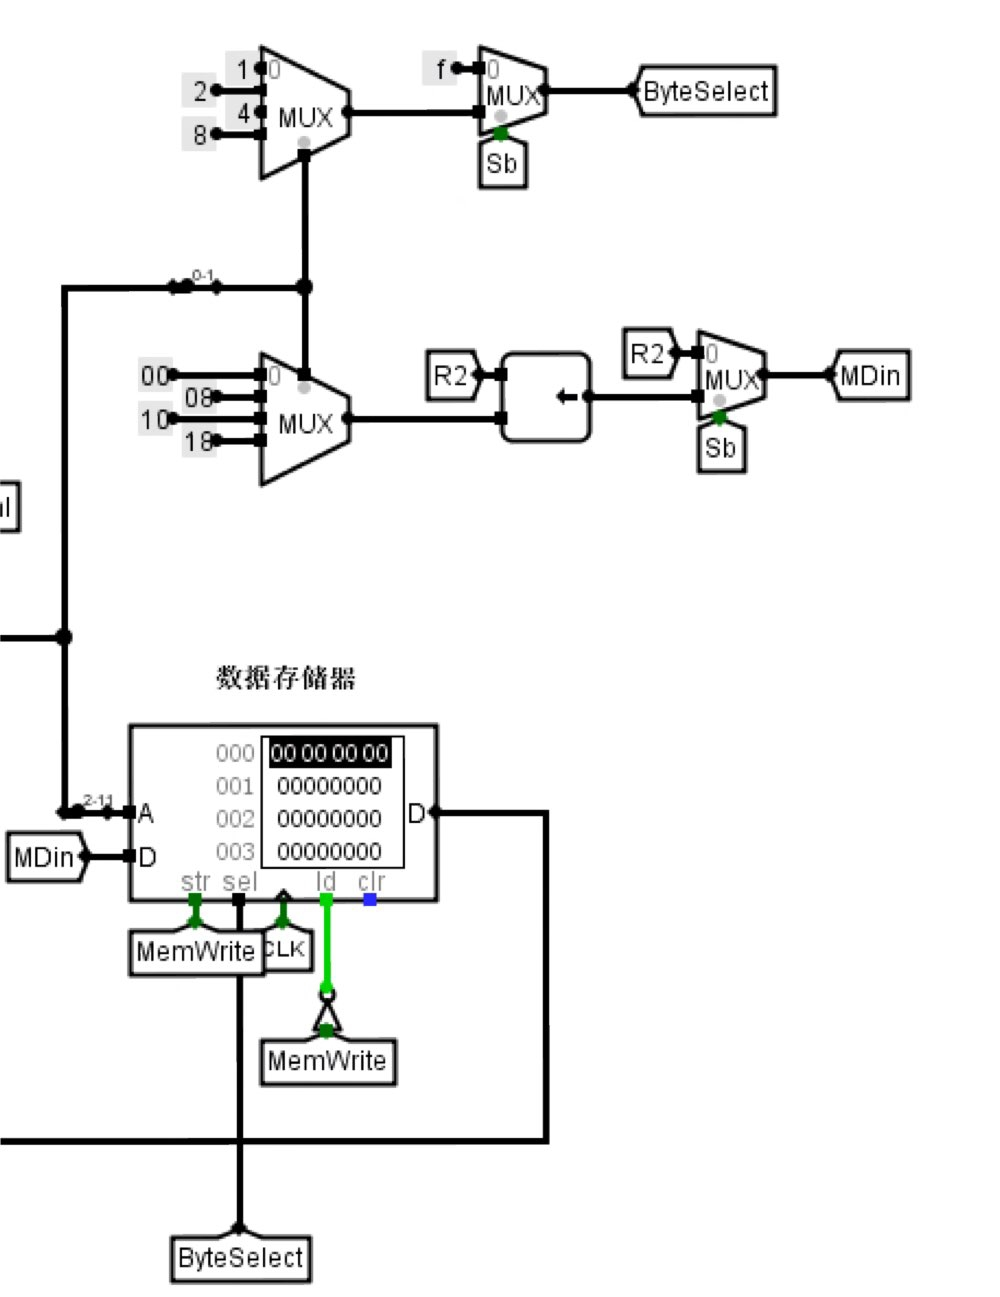 1 0
2
4
8
MUX
f 0
MUX
ByteSelect
Sb
0-1
00 0
08
10
18
MUX
R2
R2 0
MUX
MDin
Sb
数据存储器
000 00 00 00 00
001 00000000
002 00000000
003 00000000
2-11
A
D
MDin
D
str sel ld clr
MemWrite
CLK
MemWrite
ByteSelect